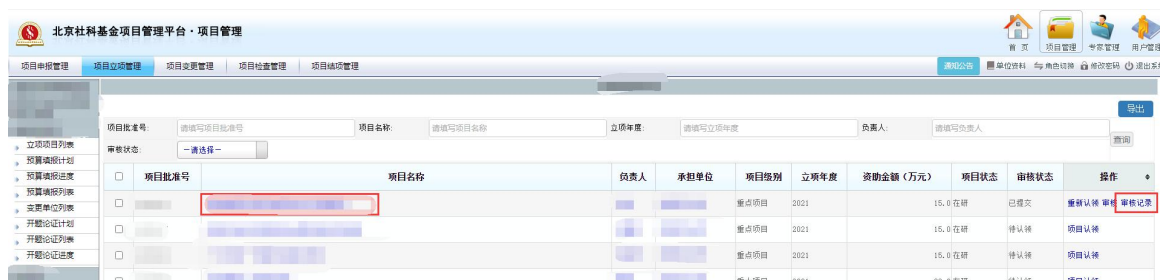 北京社科基金项目管理平台·项目管理
首 页 项目管理 专家管理 用户管理
项目申报管理 项目立项管理 项目变更管理 项目检查管理 项目结项管理 通知公告 单位资料 角色切换 修改密码 退出系统
导出
项目批准号: 请填写项目批准号 项目名称: 请填写项目名称 立项年度: 请填写立项年度 负责人: 请填写负责人
查询
审核状态: －请选择－
立项项目列表
预算填报计划
预算填报进度
预算填报列表
变更单位列表
开题论证计划
开题论证列表
开题论证进度
项目批准号 项目名称 负责人 承担单位 项目级别 立项年度 资助金额（万元） 项目状态 审核状态 操作
重点项目 2021 15.0 在研 已提交 重新认领 审核 审核记录
重点项目 2021 15.0 在研 待认领 项目认领
重点项目 2021 15.0 在研 待认领 项目认领